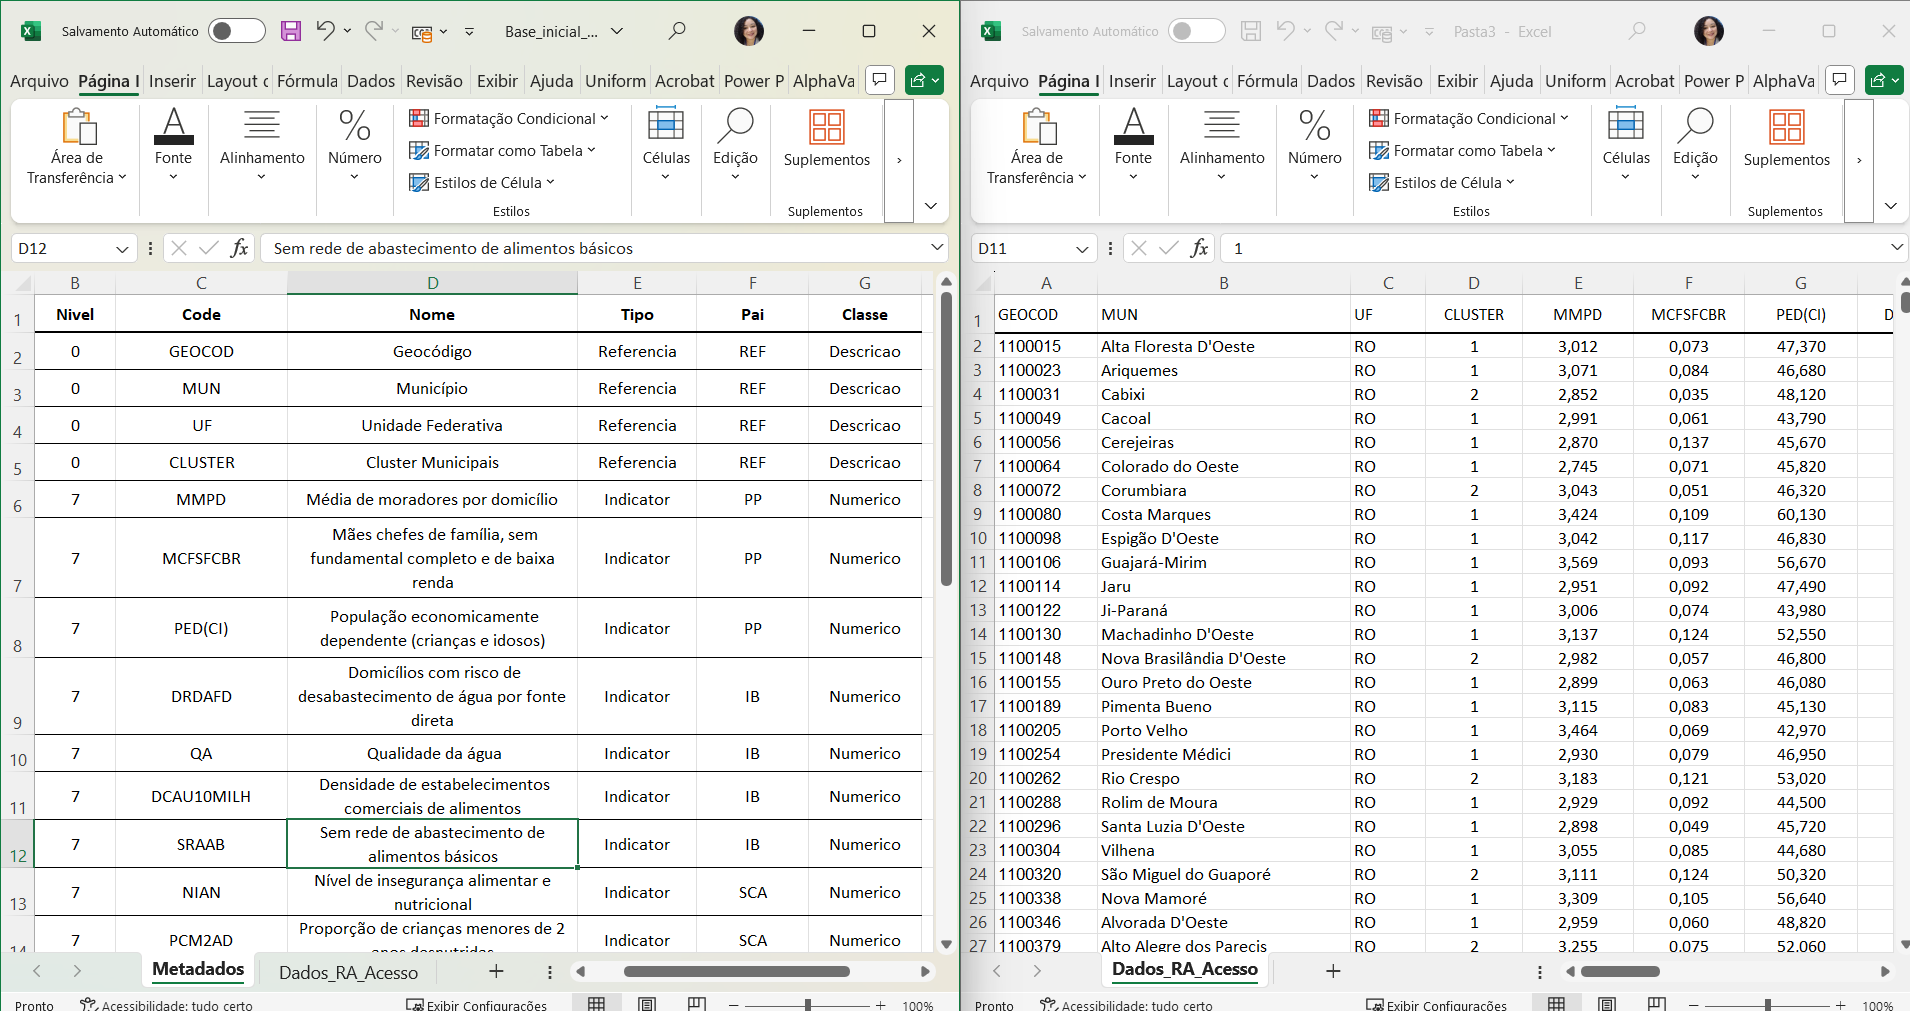 Salvamento Automático
Base_inicial_...
Arquivo Página I Inserir Layout c Fórmula Dados Revisão Exibir Ajuda Uniform Acrobat Power P AlphaVa
Área de Transferência
Fonte
Alinhamento
%
Número
Formatação Condicional
Formatar como Tabela
Estilos de Célula
Estilos
Células
Edição
Suplementos
Suplementos
D12
fx
Sem rede de abastecimento de alimentos básicos
B C D E F G
1 Nivel Code Nome Tipo Pai Classe
2 0 GEOCOD Geocódigo Referencia REF Descricao
3 0 MUN Município Referencia REF Descricao
4 0 UF Unidade Federativa Referencia REF Descricao
5 0 CLUSTER Cluster Municipais Referencia REF Descricao
6 7 MMPD Média de moradores por domicílio Indicator PP Numerico
7 7 MCFSFCBR Mães chefes de família, sem fundamental completo e de baixa renda Indicator PP Numerico
8 7 PED(CI) População economicamente dependente (crianças e idosos) Indicator PP Numerico
9 7 DRDAFD Domicílios com risco de desabastecimento de água por fonte direta Indicator IB Numerico
10 7 QA Qualidade da água Indicator IB Numerico
11 7 DCAU10MILH Densidade de estabelecimentos comerciais de alimentos Indicator IB Numerico
12 7 SRAAB Sem rede de abastecimento de alimentos básicos Indicator IB Numerico
13 7 NIAN Nível de insegurança alimentar e nutricional Indicator SCA Numerico
14 7 PCM2AD Proporção de crianças menores de 2 anos desnutridas Indicator SCA Numerico
Metadados Dados_RA_Acesso
Pronto Acessibilidade: tudo certo Exibir Configurações 100%
Salvamento Automático
Pasta3 - Excel
Arquivo Página I Inserir Layout c Fórmula Dados Revisão Exibir Ajuda Uniform Acrobat Power P AlphaVa
Área de Transferência
Fonte
Alinhamento
%
Número
Formatação Condicional
Formatar como Tabela
Estilos de Célula
Estilos
Células
Edição
Suplementos
Suplementos
D11
fx
1
A B C D E F G
1 GEOCOD MUN UF CLUSTER MMPD MCFSFCBR PED(CI) D
2 1100015 Alta Floresta D'Oeste RO 1 3,012 0,073 47,370
3 1100023 Ariquemes RO 1 3,071 0,084 46,680
4 1100031 Cabixi RO 2 2,852 0,035 48,120
5 1100049 Cacoal RO 1 2,991 0,061 43,790
6 1100056 Cerejeiras RO 1 2,870 0,137 45,670
7 1100064 Colorado do Oeste RO 1 2,745 0,071 45,820
8 1100072 Corumbiara RO 2 3,043 0,051 46,320
9 1100080 Costa Marques RO 1 3,424 0,109 60,130
10 1100098 Espigão D'Oeste RO 1 3,042 0,117 46,830
11 1100106 Guajará-Mirim RO 1 3,569 0,093 56,670
12 1100114 Jaru RO 1 2,951 0,092 47,490
13 1100122 Ji-Paraná RO 1 3,006 0,074 43,980
14 1100130 Machadinho D'Oeste RO 1 3,137 0,124 52,550
15 1100148 Nova Brasilândia D'Oeste RO 2 2,982 0,057 46,800
16 1100155 Ouro Preto do Oeste RO 1 2,899 0,063 46,080
17 1100189 Pimenta Bueno RO 1 3,115 0,083 45,130
18 1100205 Porto Velho RO 1 3,464 0,069 42,970
19 1100254 Presidente Médici RO 1 2,930 0,079 46,950
20 1100262 Rio Crespo RO 2 3,183 0,121 53,020
21 1100288 Rolim de Moura RO 1 2,929 0,092 44,500
22 1100296 Santa Luzia D'Oeste RO 1 2,898 0,049 45,720
23 1100304 Vilhena RO 1 3,055 0,085 44,680
24 1100320 São Miguel do Guaporé RO 2 3,111 0,124 50,320
25 1100338 Nova Mamoré RO 1 3,309 0,105 56,640
26 1100346 Alvorada D'Oeste RO 1 2,959 0,060 48,820
27 1100379 Alto Alegre dos Parecis RO 2 3,255 0,075 52,060
Dados_RA_Acesso
Pronto Acessibilidade: tudo certo Exibir Configurações 100%